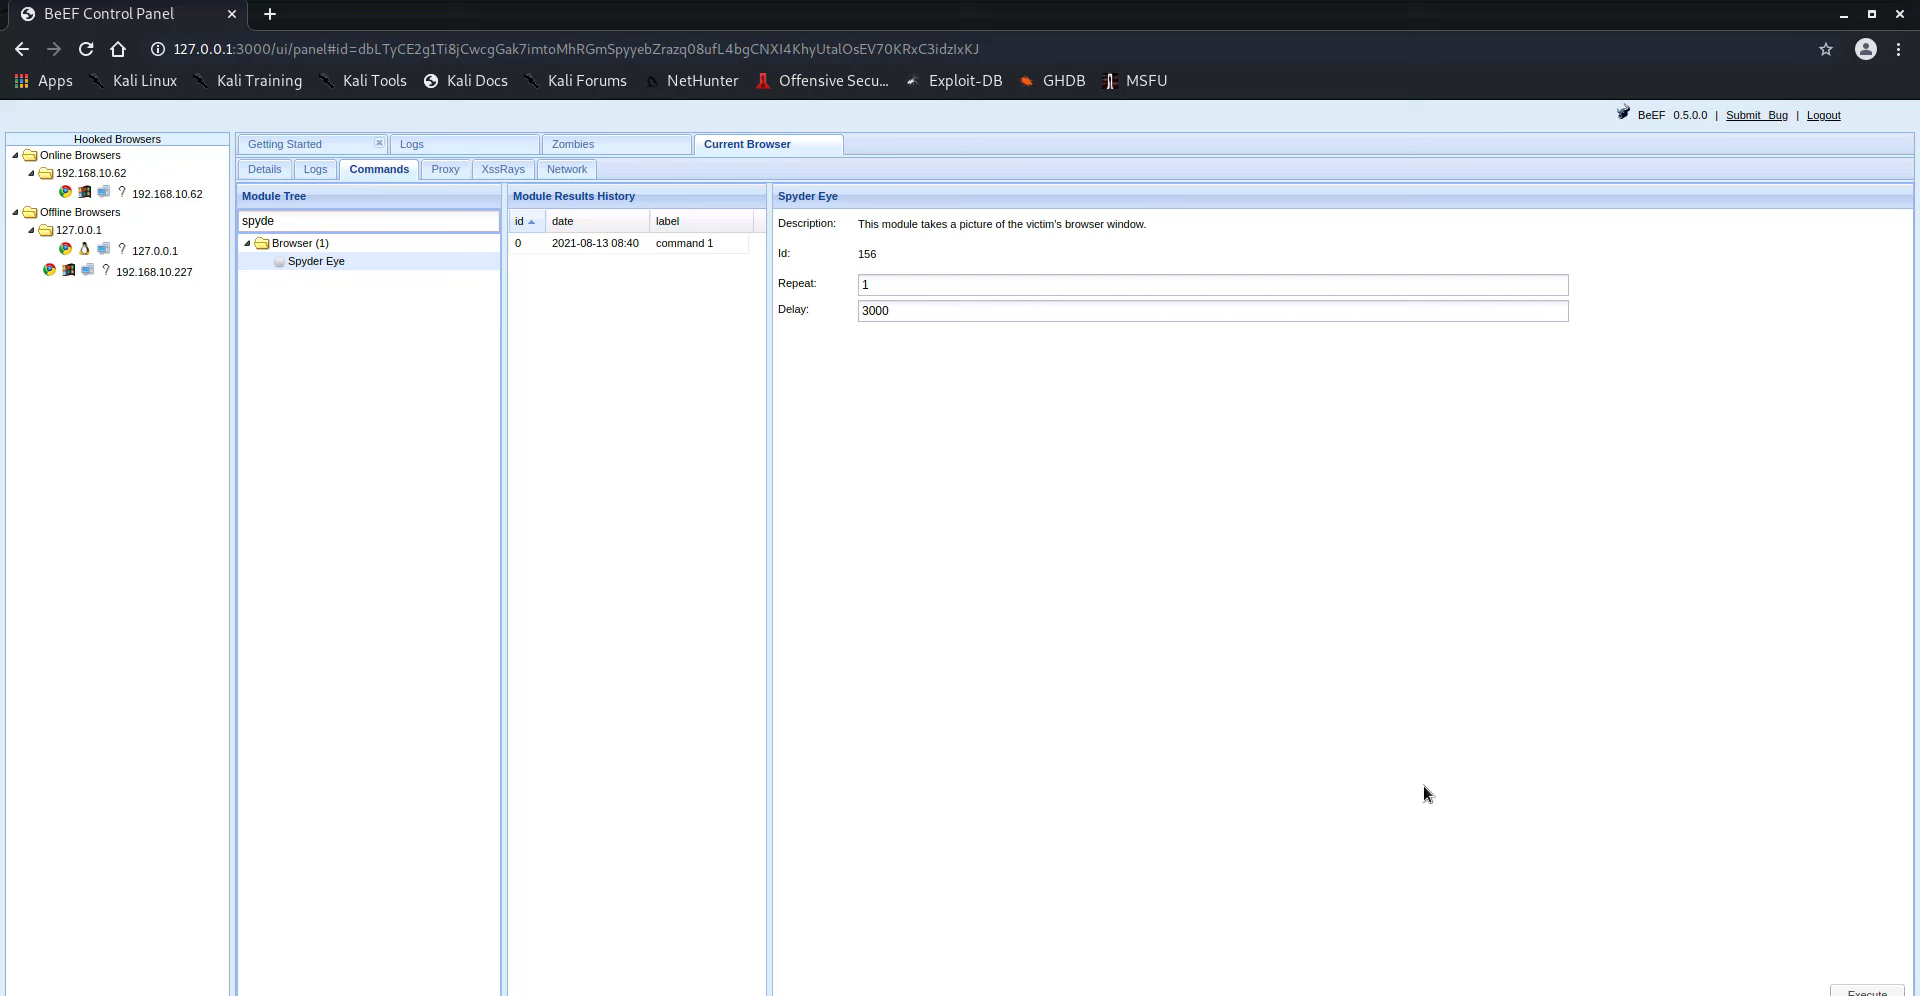 BeEF Control Panel
127.0.0.1:3000/ui/panel#id=dbLTyCE2g1Ti8jCwcgGak7imtoMhRGmSpyyebZrazq08ufL4bgCNXI4KhyUtalOsEV70KRxC3idzIxKJ
Apps Kali Linux Kali Training Kali Tools Kali Docs Kali Forums NetHunter Offensive Secu... Exploit-DB GHDB MSFU
BeEF 0.5.0.0 | Submit Bug | Logout
Hooked Browsers
Online Browsers
192.168.10.62
? 192.168.10.62
Offline Browsers
127.0.0.1
? 127.0.0.1
? 192.168.10.227
Getting Started Logs Zombies Current Browser
Details Logs Commands Proxy XssRays Network
Module Tree
spyde
Browser (1)
Spyder Eye
Module Results History
id date label
0 2021-08-13 08:40 command 1
Spyder Eye
Description: This module takes a picture of the victim's browser window.
Id: 156
Repeat: 1
Delay: 3000
Execute